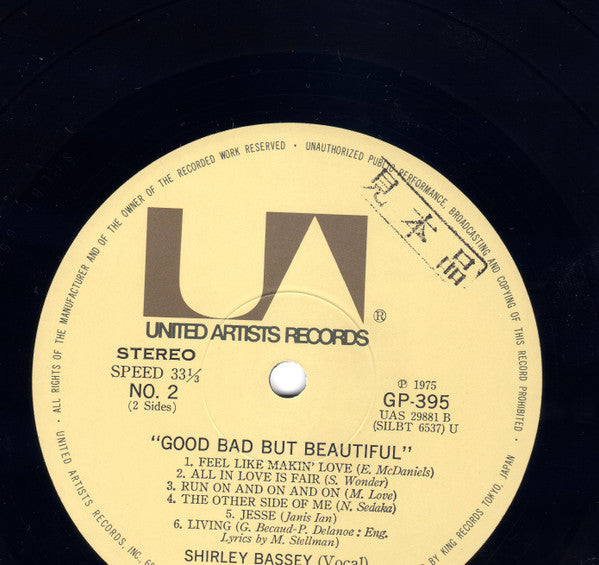 • ALL RIGHTS OF THE MANUFACTURER AND OF THE OWNER OF THE RECORDED WORK RESERVED • UNAUTHORIZED PUBLIC PERFORMANCE, BROADCASTING AND COPYING OF THIS RECORD PROHIBITED •
見本品
UA
®
UNITED ARTISTS RECORDS
STEREO
SPEED 33⅓
NO. 2
(2 Sides)
℗ 1975
GP-395
UAS 29881 B
(SILBT 6537) U
"GOOD BAD BUT BEAUTIFUL"
1. FEEL LIKE MAKIN' LOVE (E. McDaniels)
2. ALL IN LOVE IS FAIR (S. Wonder)
3. RUN ON AND ON AND ON (M. Love)
4. THE OTHER SIDE OF ME (N. Sedaka)
5. JESSE (Janis Ian)
6. LIVING (G. Becaud-P. Delanoe: Eng.
Lyrics by M. Stellman)
SHIRLEY BASSEY (Vocal)
UNITED ARTISTS RECORDS, INC.
BY KING RECORDS TOKYO, JAPAN